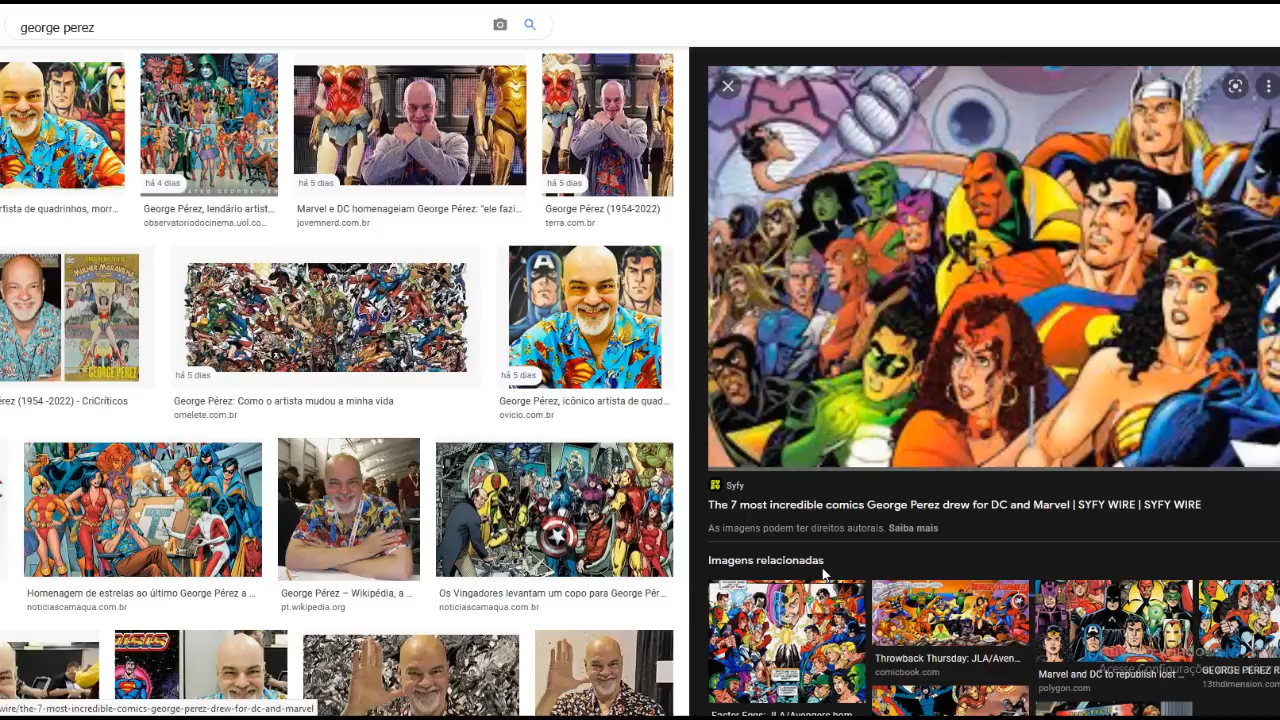 george perez
há 4 dias
há 5 dias
há 5 dias
rtista de quadrinhos, morr...
George Pérez, lendário artist...
Marvel e DC homenageiam George Pérez: "ele fazi...
George Pérez (1954-2022)
observatoriodocinema.uol.co...
jovemnerd.com.br
terra.com.br
GEORGE PÉREZ
há 5 dias
há 5 dias
rez (1954 -2022) - CriCríticos
George Pérez: Como o artista mudou a minha vida
George Pérez, icônico artista de quad...
omelete.com.br
ovicio.com.br
Syfy
The 7 most incredible comics George Perez drew for DC and Marvel | SYFY WIRE | SYFY WIRE
As imagens podem ter direitos autorais. Saiba mais
Imagens relacionadas
Homenagem de estrelas ao último George Pérez a ...
George Pérez – Wikipédia, a ...
Os Vingadores levantam um copo para George Pér...
noticiascamaqua.com.br
pt.wikipedia.org
noticiascamaqua.com.br
Throwback Thursday: JLA/Aven...
comicbook.com
Marvel and DC to republish lost ...
polygon.com
GEORGE PÉREZ R
13thdimension.com
wire/the-7-most-incredible-comics-george-perez-drew-for-dc-and-marvel